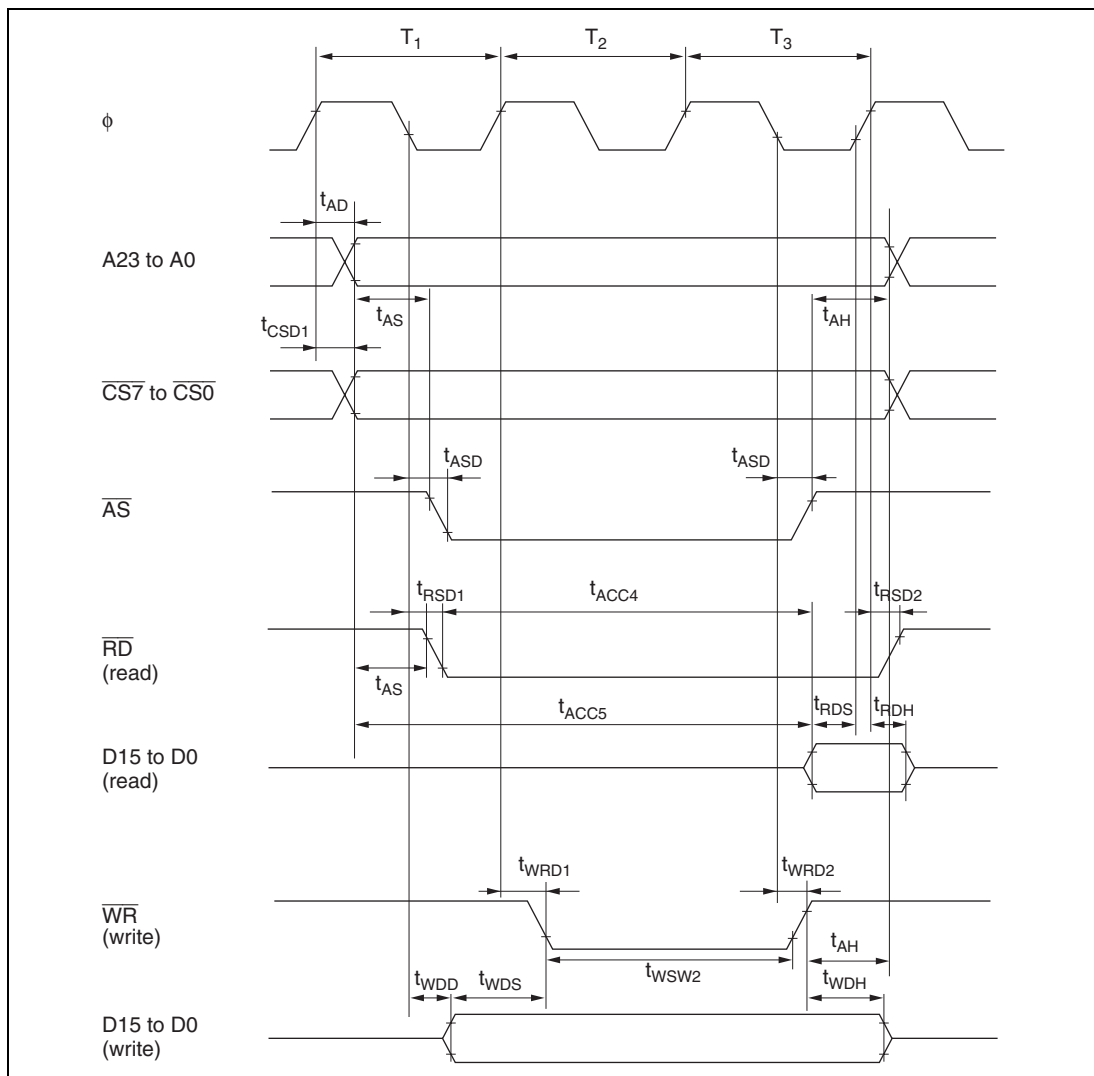 T1 T2 T3
φ
tAD
A23 to A0
tAS tAH
tCSD1
CS7 to CS0
tASD tASD
AS
tRSD1 tACC4 tRSD2
RD
(read)
tAS
tACC5 tRDS tRDH
D15 to D0
(read)
tWRD1 tWRD2
WR
(write)
tAH
tWSW2
tWDD tWDS tWDH
D15 to D0
(write)